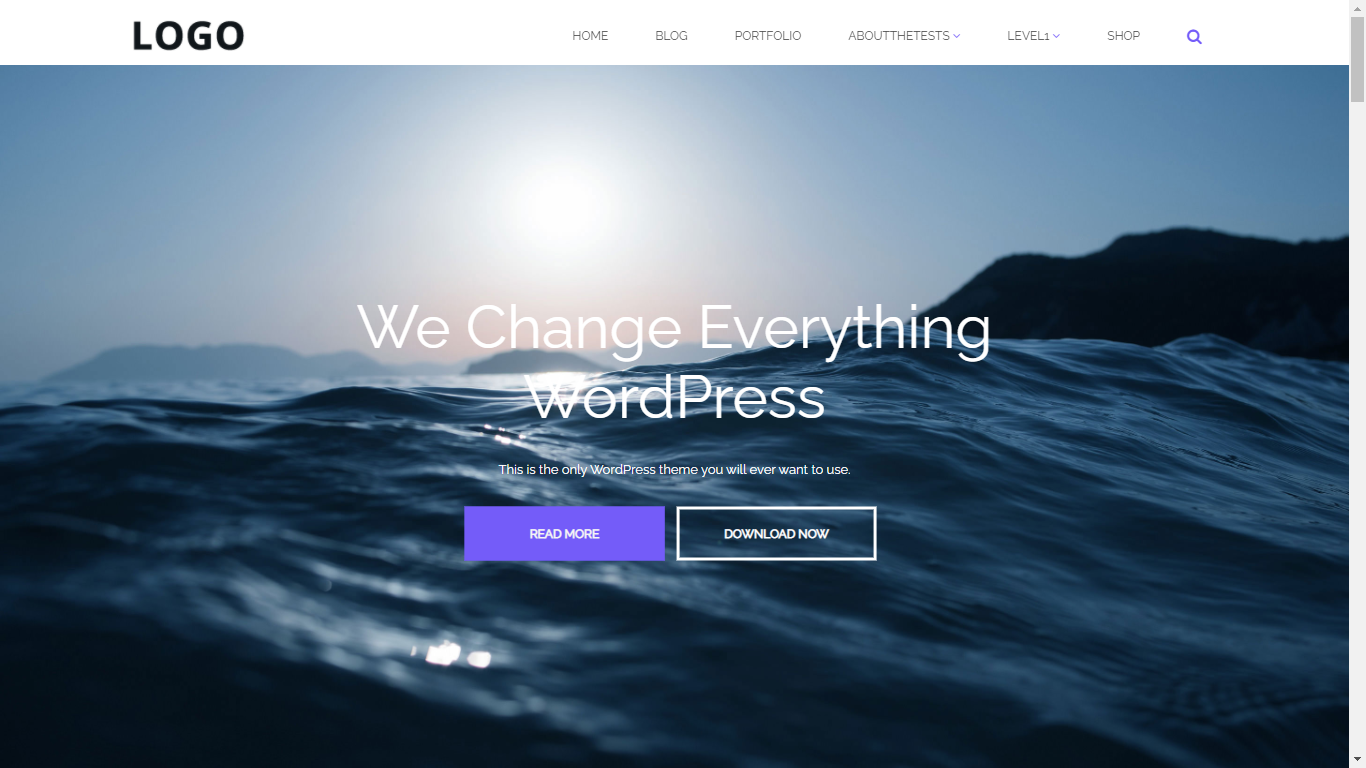 LOGO
HOME BLOG PORTFOLIO ABOUTTHETESTS LEVEL1 SHOP
We Change Everything
WordPress
This is the only WordPress theme you will ever want to use.
READ MORE DOWNLOAD NOW